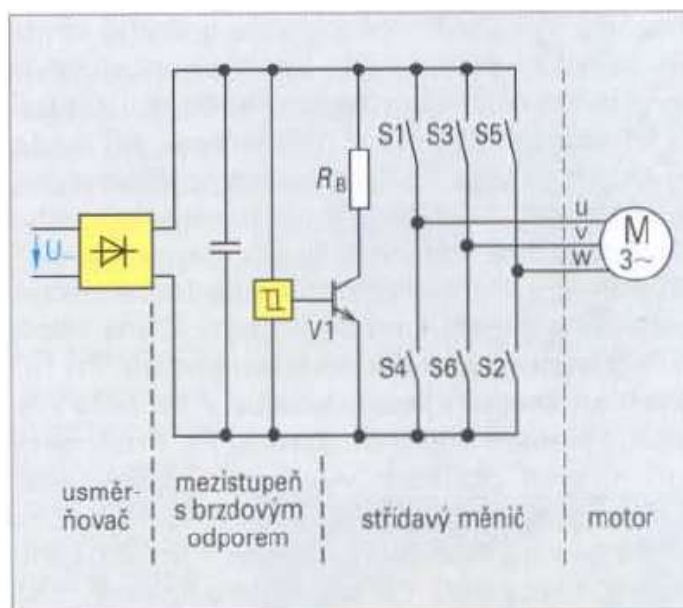 S1 S3 S5
R_B
U
V
W
M
3~
U~
V1
S4 S6 S2
usměr-
ňovač
mezistupeň
s brzdovým
odporem
střídavý měnič
motor